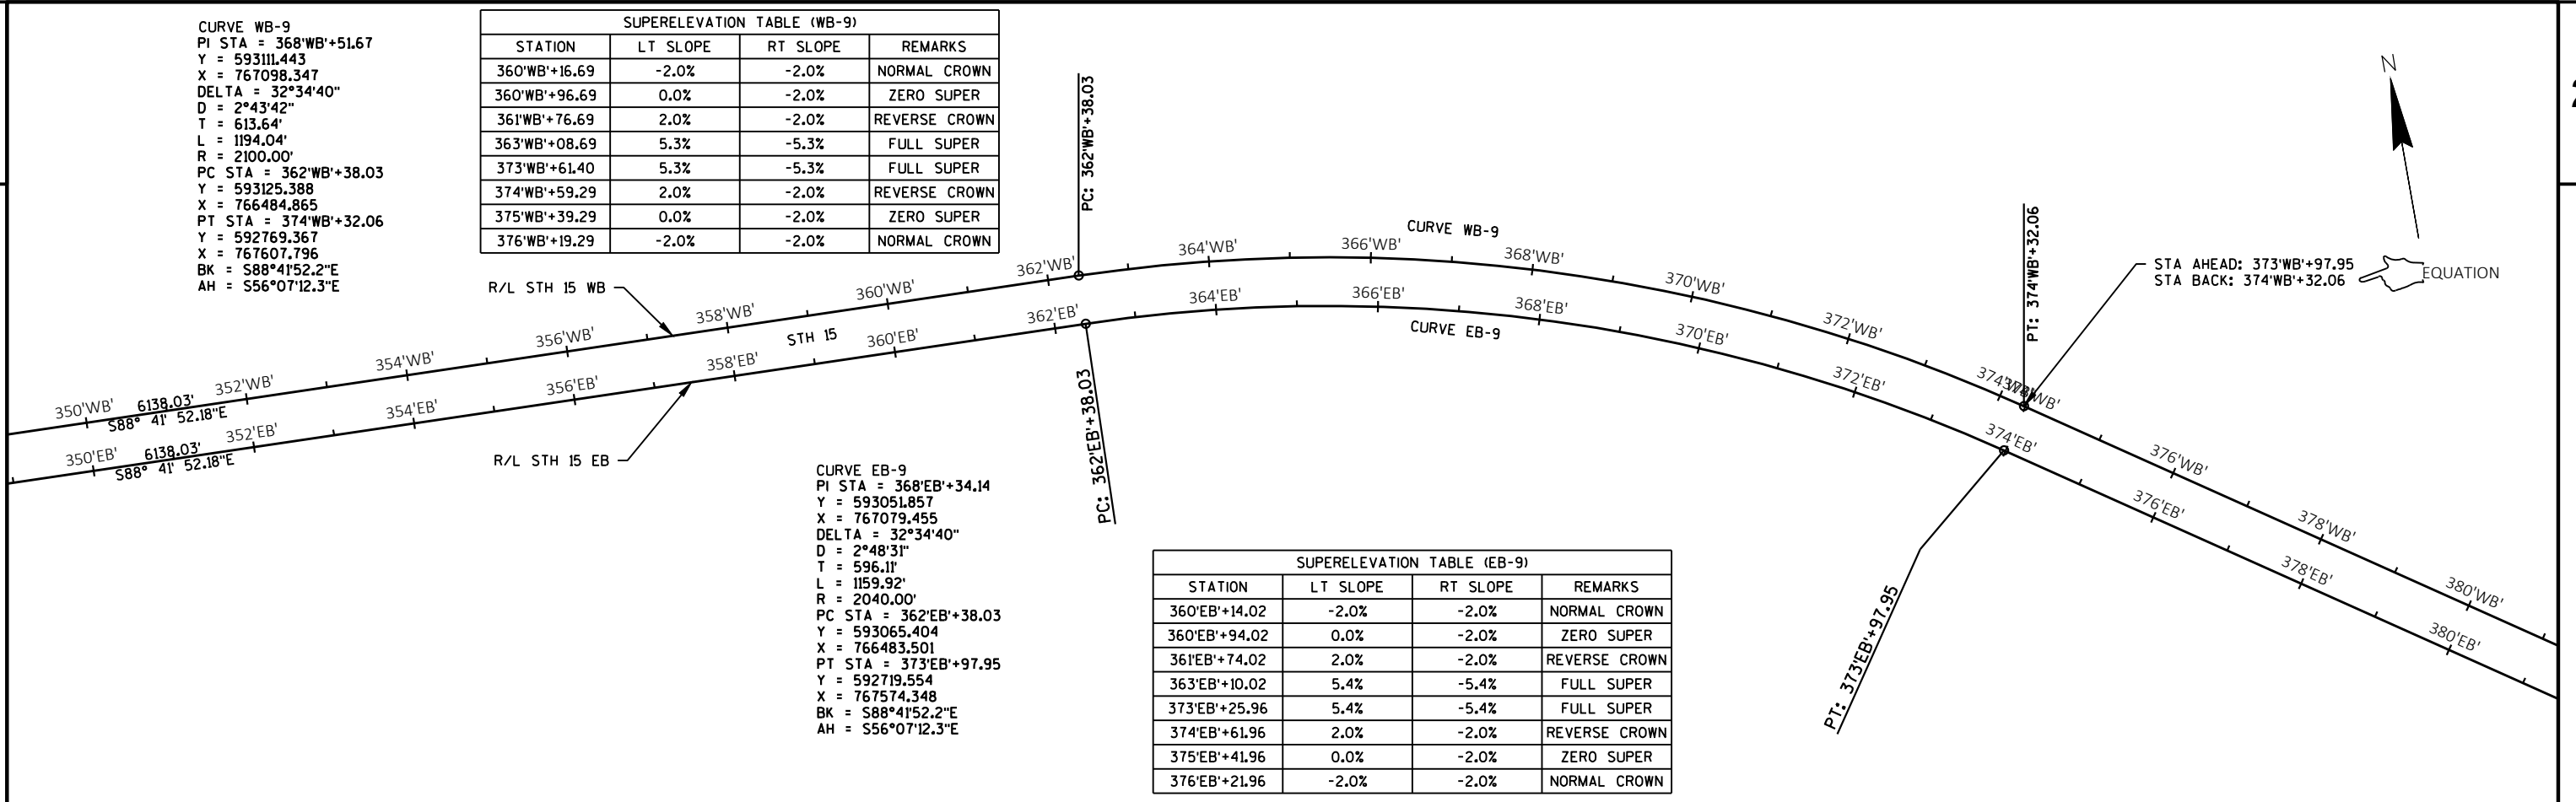 CURVE WB-9
PI STA = 368'WB'+51.67
Y = 593111.443
X = 767098.347
DELTA = 32°34'40"
D = 2°43'42"
T = 613.64'
L = 1194.04'
R = 2100.00'
PC STA = 362'WB'+38.03
Y = 593125.388
X = 766484.865
PT STA = 374'WB'+32.06
Y = 592769.367
X = 767607.796
BK = S88°41'52.2"E
AH = S56°07'12.3"E
SUPERELEVATION TABLE (WB-9)
STATION LT SLOPE RT SLOPE REMARKS
360'WB'+16.69 -2.0% -2.0% NORMAL CROWN
360'WB'+96.69 0.0% -2.0% ZERO SUPER
361'WB'+76.69 2.0% -2.0% REVERSE CROWN
363'WB'+08.69 5.3% -5.3% FULL SUPER
373'WB'+61.40 5.3% -5.3% FULL SUPER
374'WB'+59.29 2.0% -2.0% REVERSE CROWN
375'WB'+39.29 0.0% -2.0% ZERO SUPER
376'WB'+19.29 -2.0% -2.0% NORMAL CROWN
PC: 362'WB'+38.03
N
PT: 374'WB'+32.06
STA AHEAD: 373'WB'+97.95
STA BACK: 374'WB'+32.06
EQUATION
CURVE WB-9
R/L STH 15 WB
STH 15
350'WB'
6138.03'
S88° 41' 52.18"E
352'WB'
354'WB'
356'WB'
358'WB'
360'WB'
362'WB'
364'WB'
366'WB'
368'WB'
370'WB'
372'WB'
376'WB'
378'WB'
380'WB'
350'EB'
6138.03'
S88° 41' 52.18"E
352'EB'
354'EB'
356'EB'
358'EB'
360'EB'
362'EB'
364'EB'
366'EB'
368'EB'
370'EB'
372'EB'
374'EB'
376'EB'
378'EB'
380'EB'
CURVE EB-9
R/L STH 15 EB
PC: 362'EB'+38.03
PT: 373'EB'+97.95
CURVE EB-9
PI STA = 368'EB'+34.14
Y = 593051.857
X = 767079.455
DELTA = 32°34'40"
D = 2°48'31"
T = 596.11'
L = 1159.92'
R = 2040.00'
PC STA = 362'EB'+38.03
Y = 593065.404
X = 766483.501
PT STA = 373'EB'+97.95
Y = 592719.554
X = 767574.348
BK = S88°41'52.2"E
AH = S56°07'12.3"E
SUPERELEVATION TABLE (EB-9)
STATION LT SLOPE RT SLOPE REMARKS
360'EB'+14.02 -2.0% -2.0% NORMAL CROWN
360'EB'+94.02 0.0% -2.0% ZERO SUPER
361'EB'+74.02 2.0% -2.0% REVERSE CROWN
363'EB'+10.02 5.4% -5.4% FULL SUPER
373'EB'+25.96 5.4% -5.4% FULL SUPER
374'EB'+61.96 2.0% -2.0% REVERSE CROWN
375'EB'+41.96 0.0% -2.0% ZERO SUPER
376'EB'+21.96 -2.0% -2.0% NORMAL CROWN